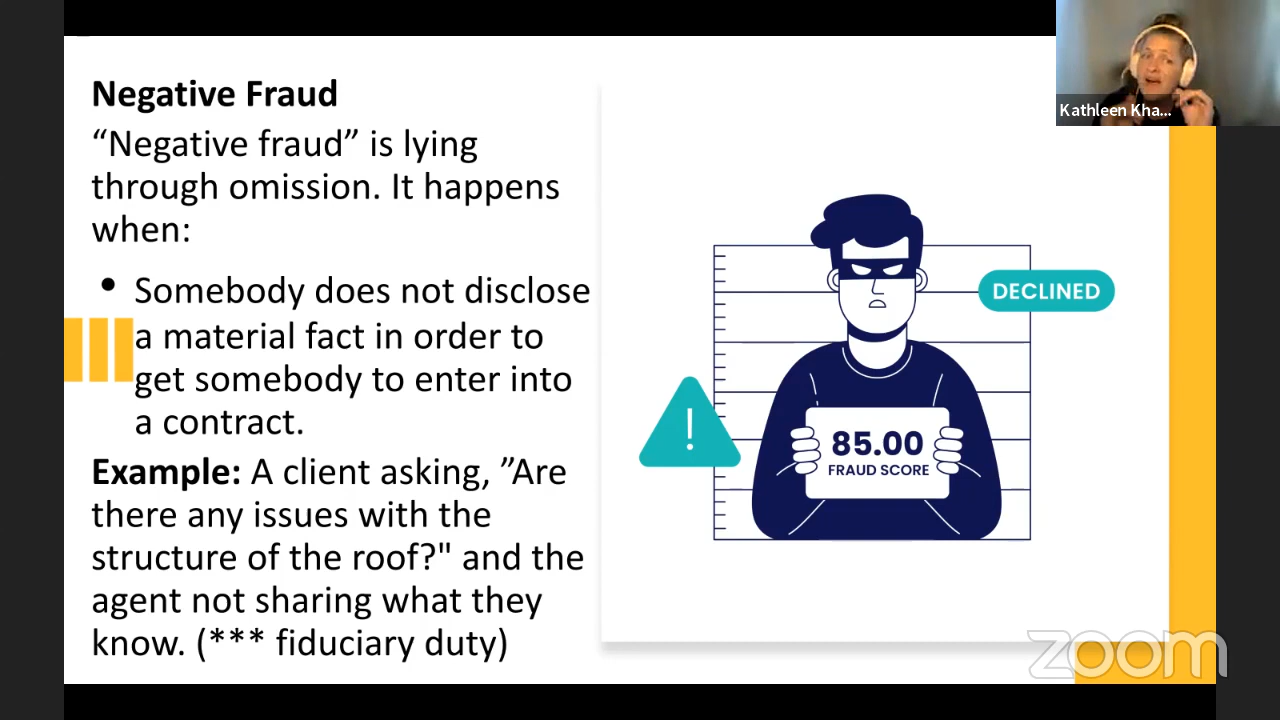 Negative Fraud
“Negative fraud” is lying
through omission. It happens
when:
• Somebody does not disclose
a material fact in order to
get somebody to enter into
a contract.
Example: A client asking, ”Are
there any issues with the
structure of the roof?" and the
agent not sharing what they
know. (*** fiduciary duty)
DECLINED
!
85.00
FRAUD SCORE
Kathleen Kha...
zoom